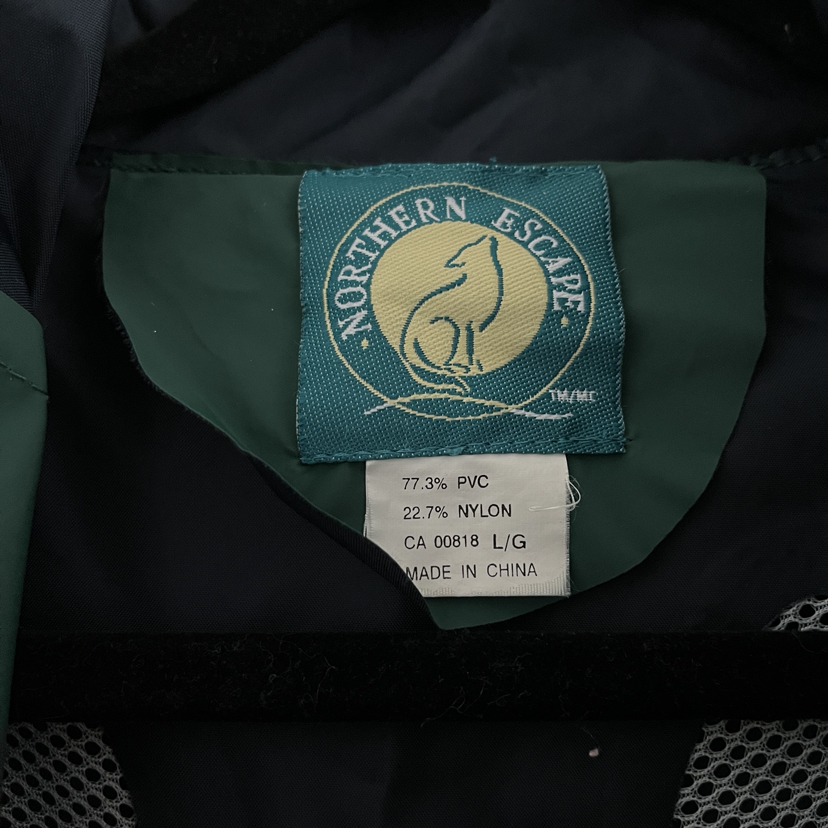 · NORTHERN ESCAPE ·
TM/MC
77.3% PVC
22.7% NYLON
CA 00818 L/G
MADE IN CHINA